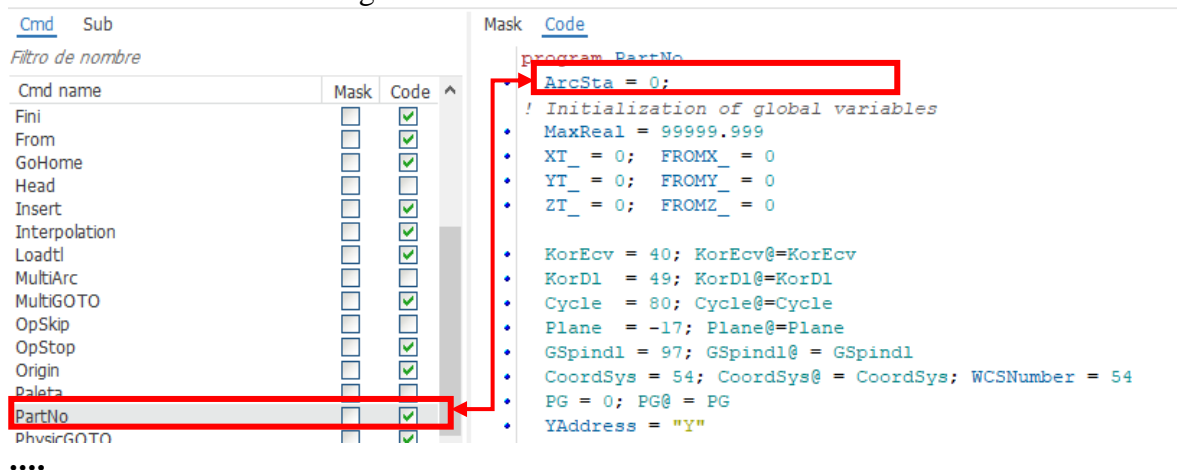 Cmd Sub
Filtro de nombre
Cmd name Mask Code
Fini
From
GoHome
Head
Insert
Interpolation
Loadtl
MultiArc
MultiGOTO
OpSkip
OpStop
Origin
Paleta
PartNo
PhysicGOTO
Mask Code
program PartNo
ArcSta = 0;
! Initialization of global variables
MaxReal = 99999.999
XT_ = 0; FROMX_ = 0
YT_ = 0; FROMY_ = 0
ZT_ = 0; FROMZ_ = 0
KorEcv = 40; KorEcv@=KorEcv
KorDl = 49; KorDl@=KorDl
Cycle = 80; Cycle@=Cycle
Plane = -17; Plane@=Plane
GSpindl = 97; GSpindl@ = GSpindl
CoordSys = 54; CoordSys@ = CoordSys; WCSNumber = 54
PG = 0; PG@ = PG
YAddress = "Y"
....